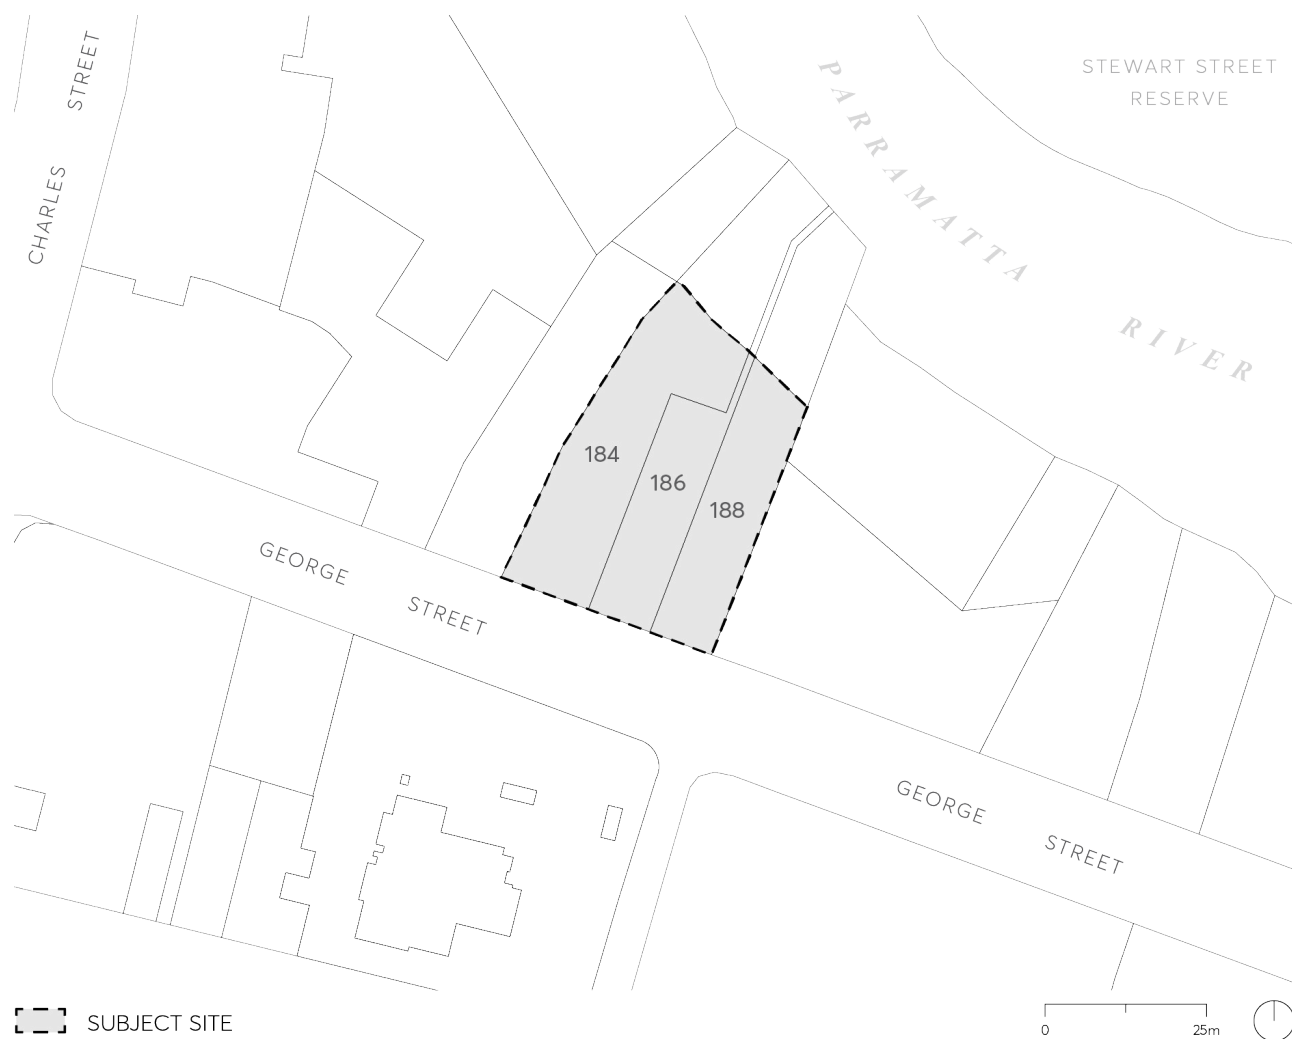 STEWART STREET
RESERVE
CHARLES STREET
PARRAMATTA
RIVER
184
186
188
GEORGE STREET
GEORGE STREET
SUBJECT SITE
0 25m